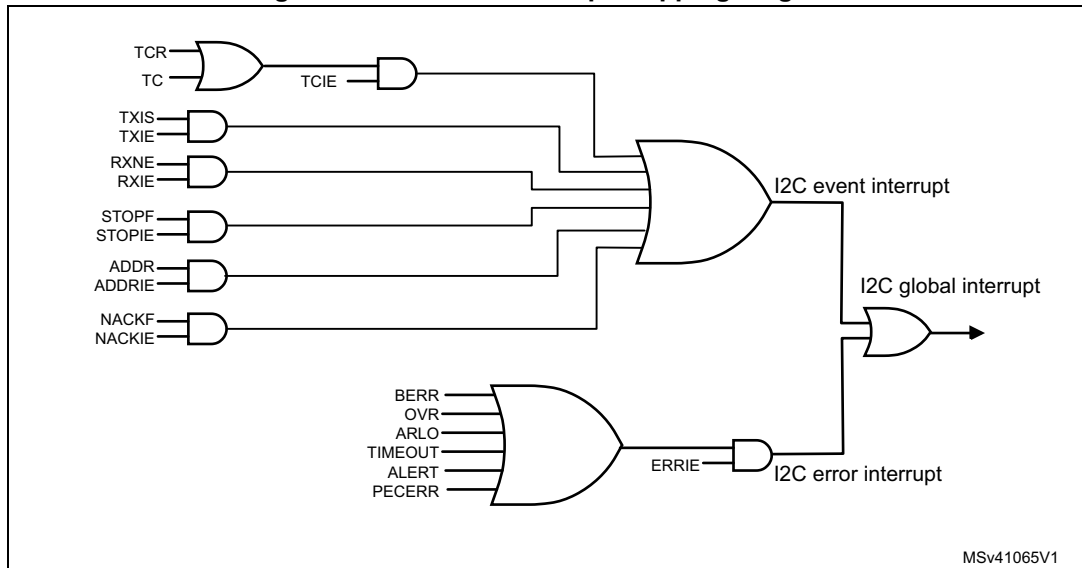 TCR
TC
TCIE
TXIS
TXIE
RXNE
RXIE
STOPF
STOPIE
ADDR
ADDRIE
NACKF
NACKIE
I2C event interrupt
I2C global interrupt
BERR
OVR
ARLO
TIMEOUT
ALERT
PECERR
ERRIE
I2C error interrupt
MSv41065V1